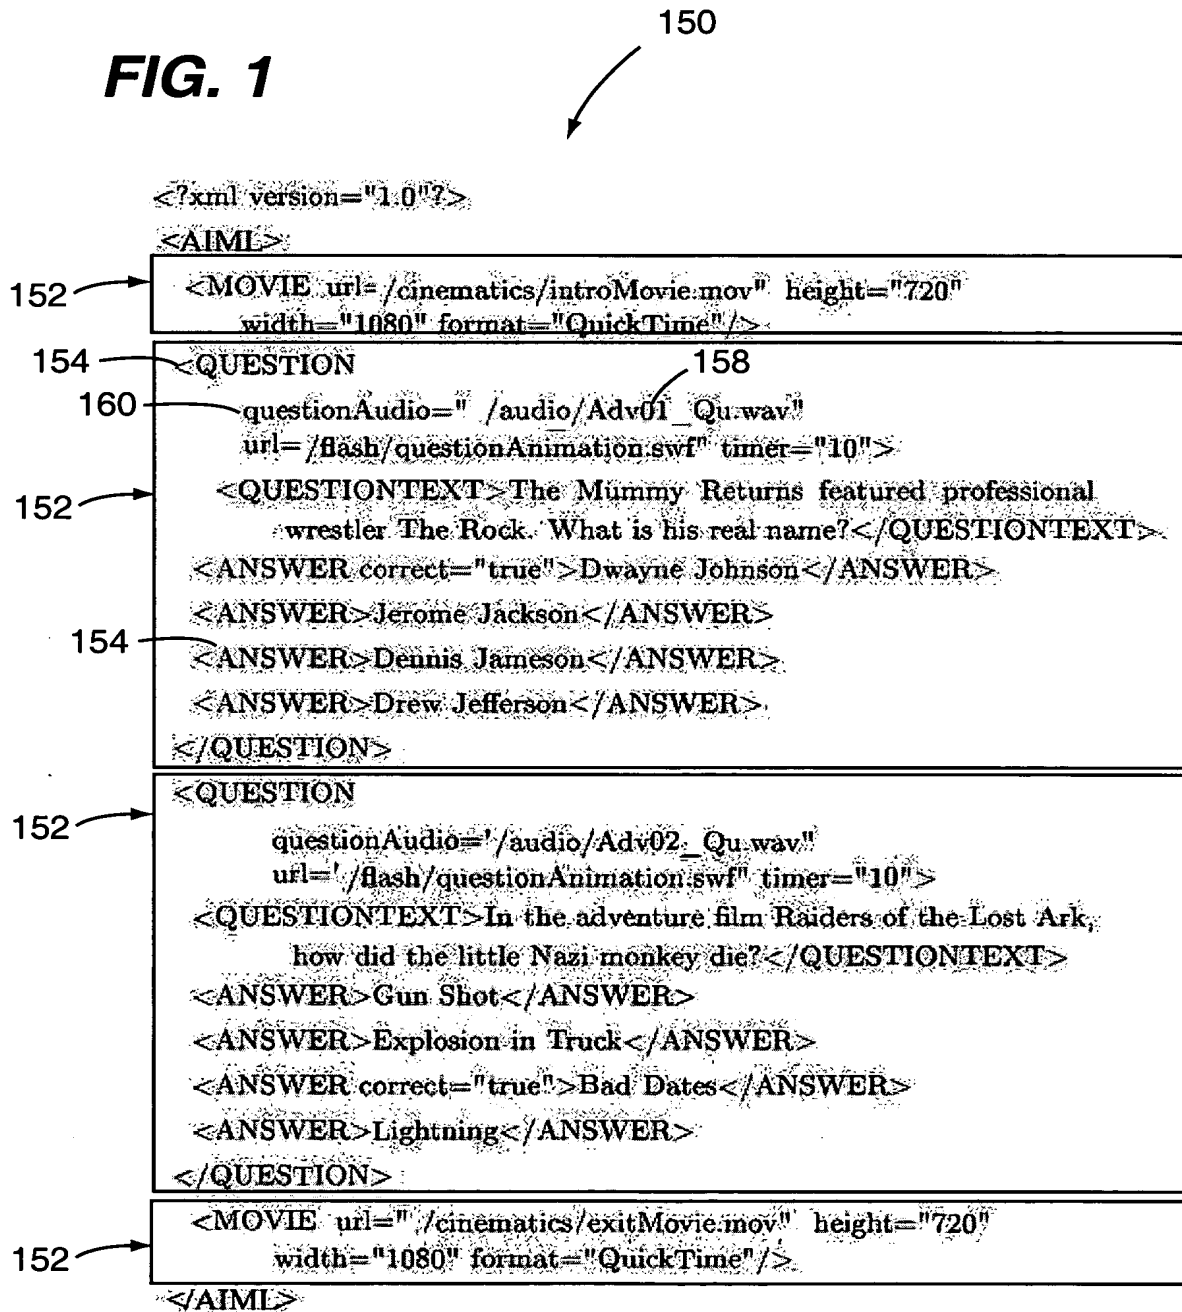 150
FIG. 1
<?xml version="1.0"?>
<AIML>
152 <MOVIE url=/cinematics/introMovie.mov" height="720"
width="1080" format="QuickTime"/>
154 <QUESTION 158
160 questionAudio=" /audio/Adv01_Qu.wav"
url=/flash/questionAnimation.swf" timer="10">
152 <QUESTIONTEXT>The Mummy Returns featured professional
wrestler The Rock. What is his real name?</QUESTIONTEXT>
<ANSWER correct="true">Dwayne Johnson</ANSWER>
<ANSWER>Jerome Jackson</ANSWER>
154 <ANSWER>Dennis Jameson</ANSWER>
<ANSWER>Drew Jefferson</ANSWER>
</QUESTION>
<QUESTION
152
questionAudio='/audio/Adv02_Qu.wav"
url='/flash/questionAnimation.swf" timer="10">
<QUESTIONTEXT>In the adventure film Raiders of the Lost Ark,
how did the little Nazi monkey die?</QUESTIONTEXT>
<ANSWER>Gun Shot</ANSWER>
<ANSWER>Explosion in Truck</ANSWER>
<ANSWER correct="true">Bad Dates</ANSWER>
<ANSWER>Lightning</ANSWER>
</QUESTION>
<MOVIE url=" /cinematics/exitMovie.mov" height="720"
152 width="1080" format="QuickTime"/>
</AIML>